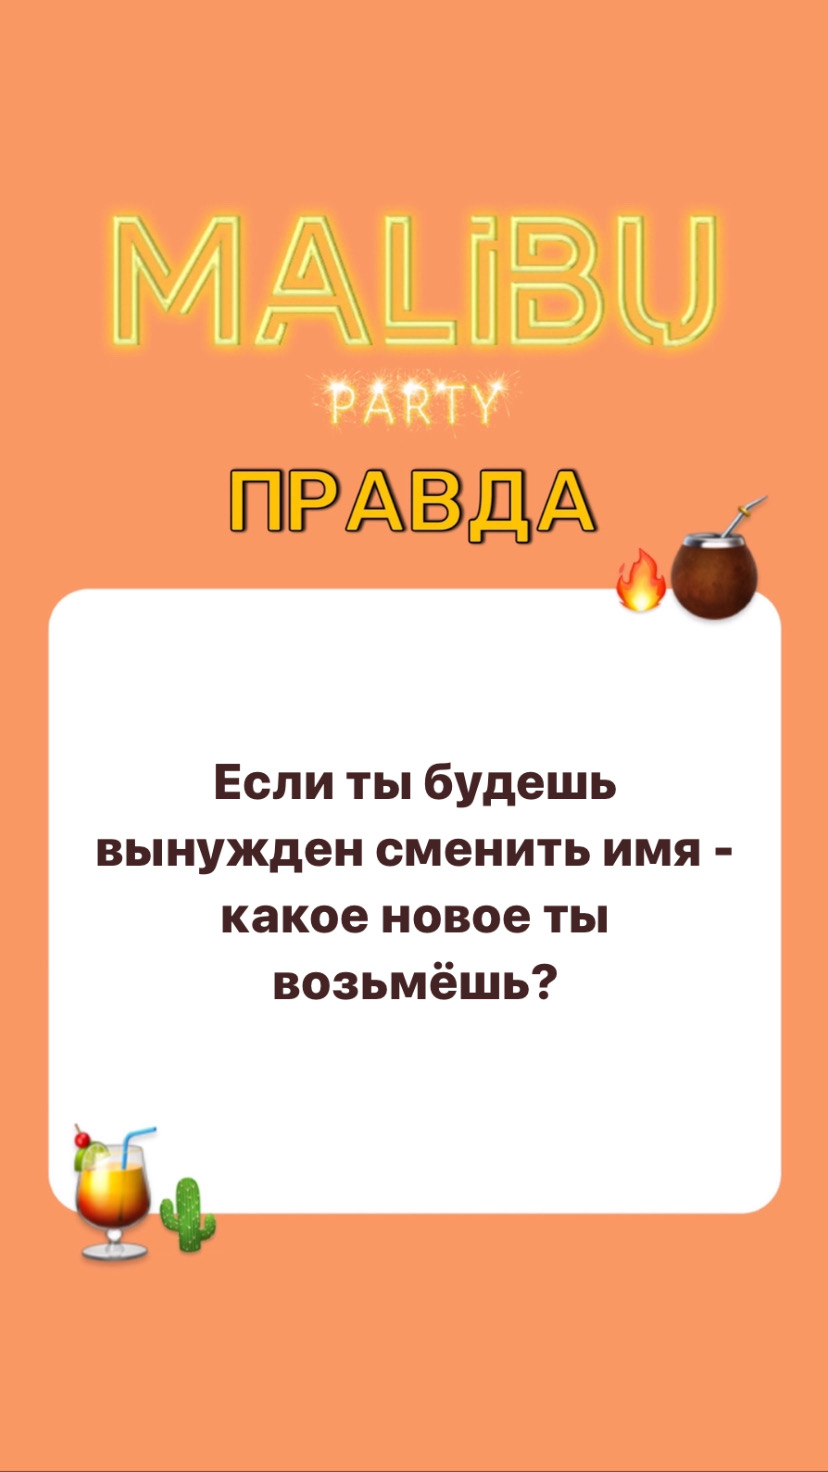 MALiBU
PARTY
ПРАВДА
Если ты будешь
вынужден сменить имя -
какое новое ты
возьмёшь?